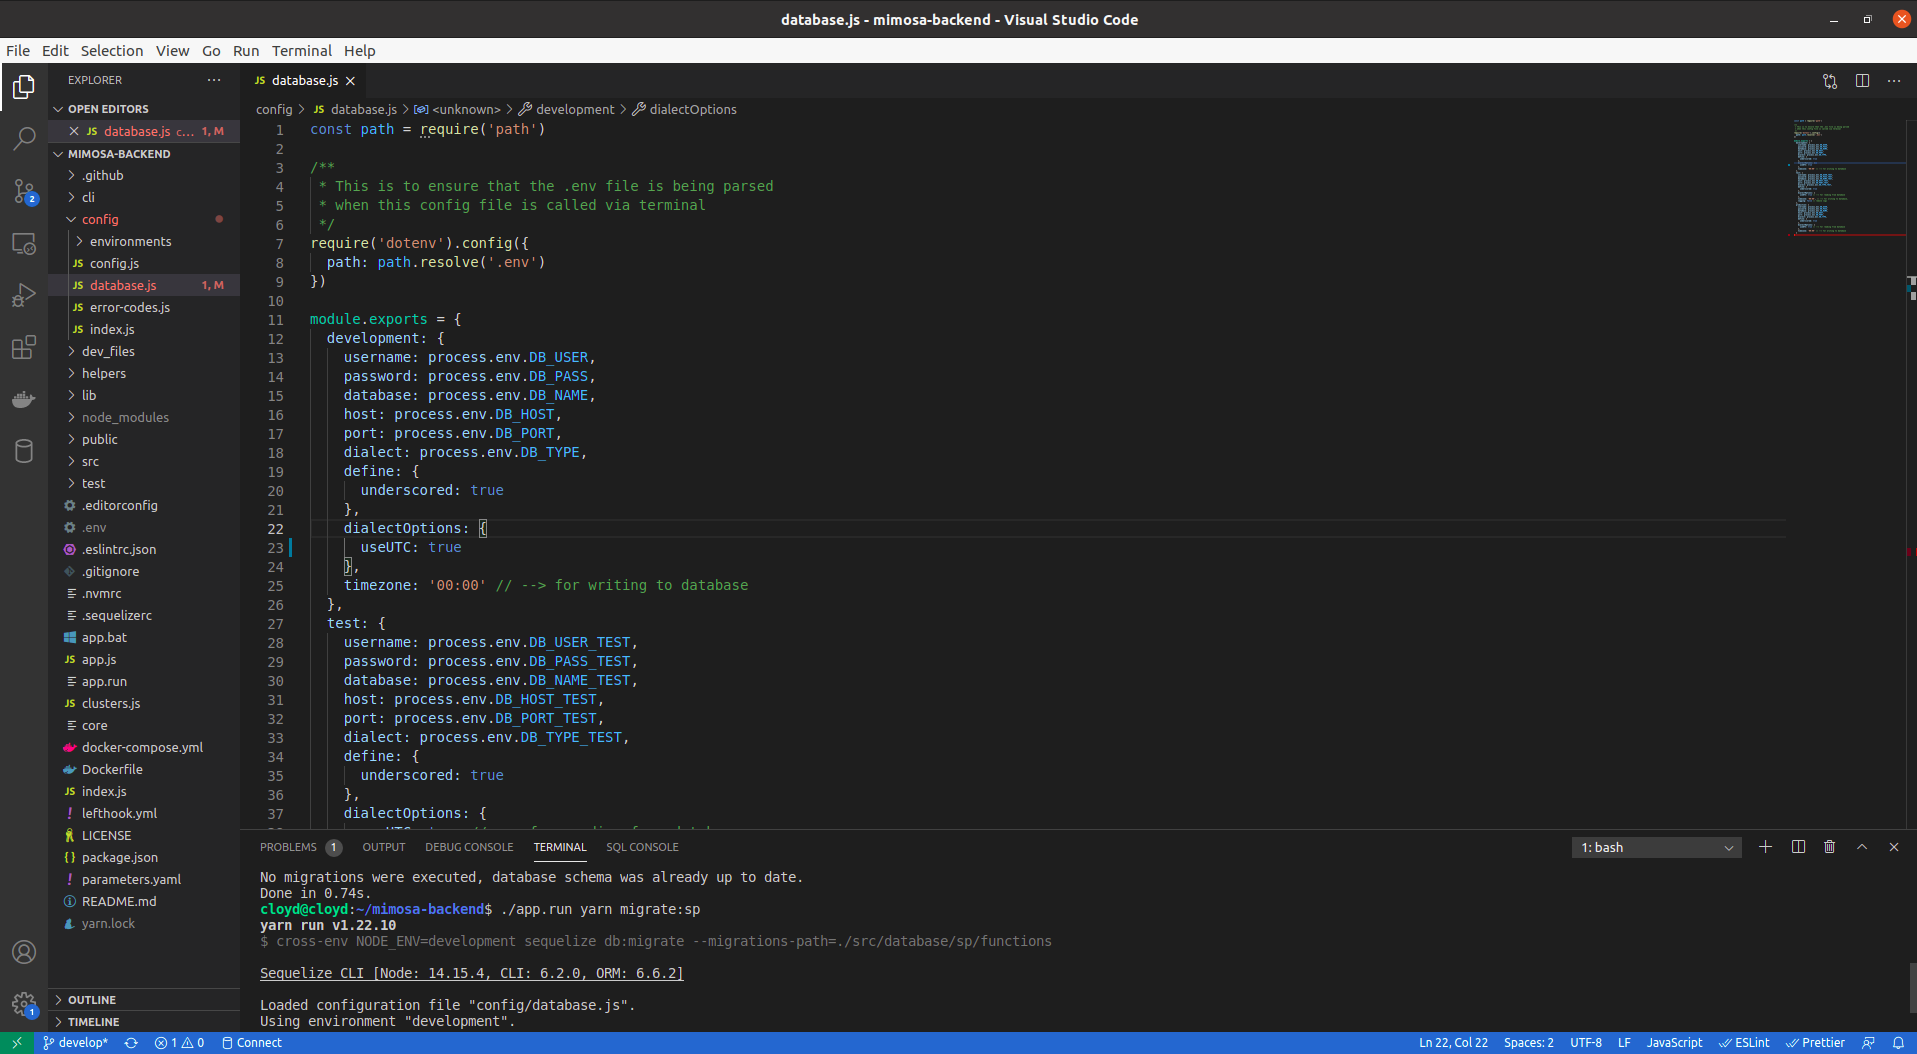 database.js - mimosa-backend - Visual Studio Code
File Edit Selection View Go Run Terminal Help
EXPLORER
OPEN EDITORS
JS database.js c... 1, M
MIMOSA-BACKEND
.github
cli
config
environments
JS config.js
JS database.js 1, M
JS error-codes.js
JS index.js
dev_files
helpers
lib
node_modules
public
src
test
.editorconfig
.env
.eslintrc.json
.gitignore
.nvmrc
.sequelizerc
app.bat
JS app.js
app.run
JS clusters.js
core
docker-compose.yml
Dockerfile
JS index.js
! lefthook.yml
LICENSE
{} package.json
! parameters.yaml
README.md
yarn.lock
OUTLINE
TIMELINE
2
1
JS database.js
config > JS database.js > <unknown> > development > dialectOptions
1 const path = require('path')
2
3 /**
4 * This is to ensure that the .env file is being parsed
5 * when this config file is called via terminal
6 */
7 require('dotenv').config({
8 path: path.resolve('.env')
9 })
10
11 module.exports = {
12 development: {
13 username: process.env.DB_USER,
14 password: process.env.DB_PASS,
15 database: process.env.DB_NAME,
16 host: process.env.DB_HOST,
17 port: process.env.DB_PORT,
18 dialect: process.env.DB_TYPE,
19 define: {
20 underscored: true
21 },
22 dialectOptions: {
23 useUTC: true
24 },
25 timezone: '00:00' // --> for writing to database
26 },
27 test: {
28 username: process.env.DB_USER_TEST,
29 password: process.env.DB_PASS_TEST,
30 database: process.env.DB_NAME_TEST,
31 host: process.env.DB_HOST_TEST,
32 port: process.env.DB_PORT_TEST,
33 dialect: process.env.DB_TYPE_TEST,
34 define: {
35 underscored: true
36 },
37 dialectOptions: {
PROBLEMS 1 OUTPUT DEBUG CONSOLE TERMINAL SQL CONSOLE 1: bash
No migrations were executed, database schema was already up to date.
Done in 0.74s.
cloyd@cloyd:~/mimosa-backend$ ./app.run yarn migrate:sp
yarn run v1.22.10
$ cross-env NODE_ENV=development sequelize db:migrate --migrations-path=./src/database/sp/functions
Sequelize CLI [Node: 14.15.4, CLI: 6.2.0, ORM: 6.6.2]
Loaded configuration file "config/database.js".
Using environment "development".
develop* 1 0 Connect Ln 22, Col 22 Spaces: 2 UTF-8 LF JavaScript ESLint Prettier